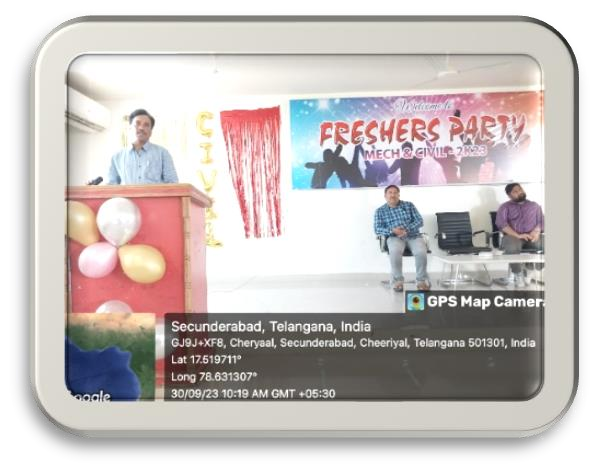 Welcome to
FRESHERS PARTY
MECH & CIVIL - 2K23
CIVIL
GPS Map Camera
Secunderabad, Telangana, India
GJ9J+XF8, Cheryaal, Secunderabad, Cheeriyal, Telangana 501301, India
Lat 17.519711°
Long 78.631307°
30/09/23 10:19 AM GMT +05:30
Google